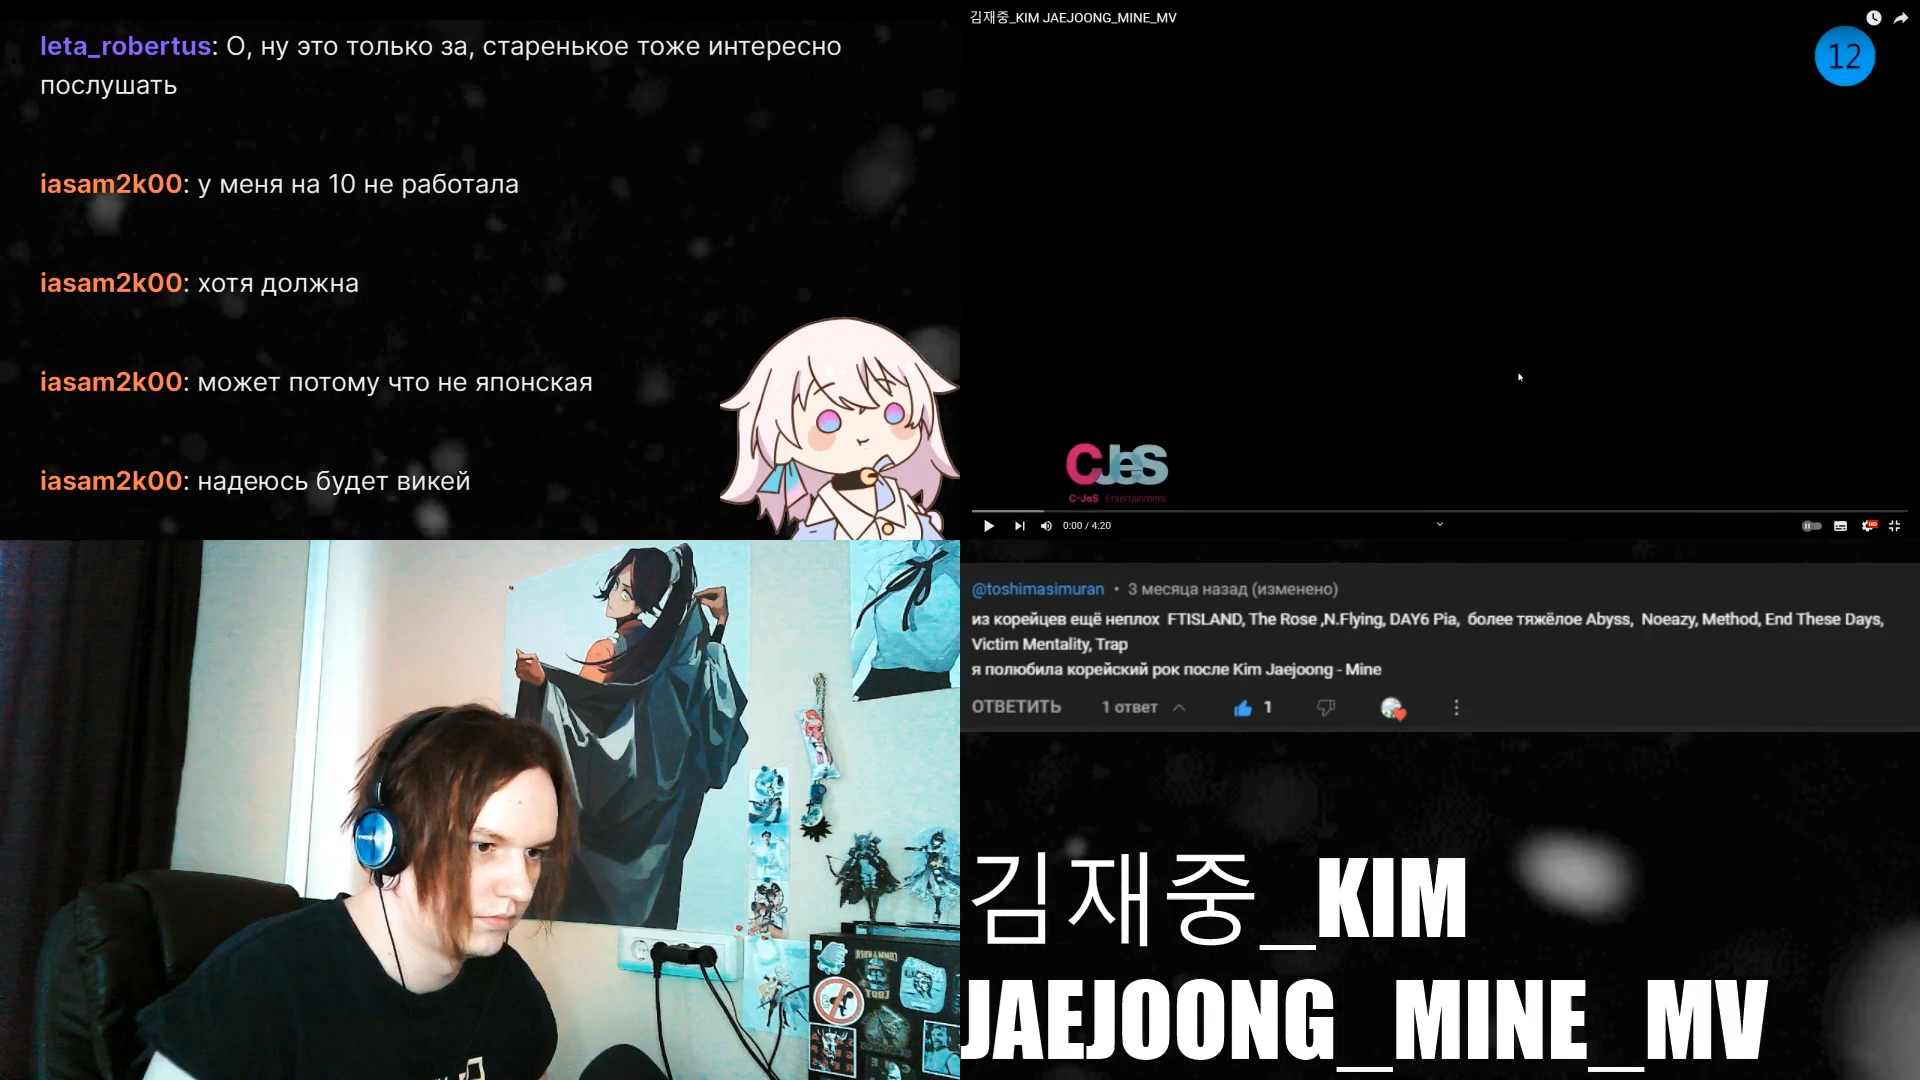 leta_robertus: О, ну это только за, старенькое тоже интересно
послушать
iasam2k00: у меня на 10 не работала
iasam2k00: хотя должна
iasam2k00: может потому что не японская
iasam2k00: надеюсь будет викей
김재중_KIM JAEJOONG_MINE_MV
12
CJeS
C-JeS Entertainment
0:00 / 4:20
@toshimasimuran • 3 месяца назад (изменено)
из корейцев ещё неплох FTISLAND, The Rose ,N.Flying, DAY6 Pia, более тяжёлое Abyss, Noeazy, Method, End These Days,
Victim Mentality, Trap
я полюбила корейский рок после Kim Jaejoong - Mine
ОТВЕТИТЬ 1 ответ 1
김재중_KIM
JAEJOONG_MINE_MV